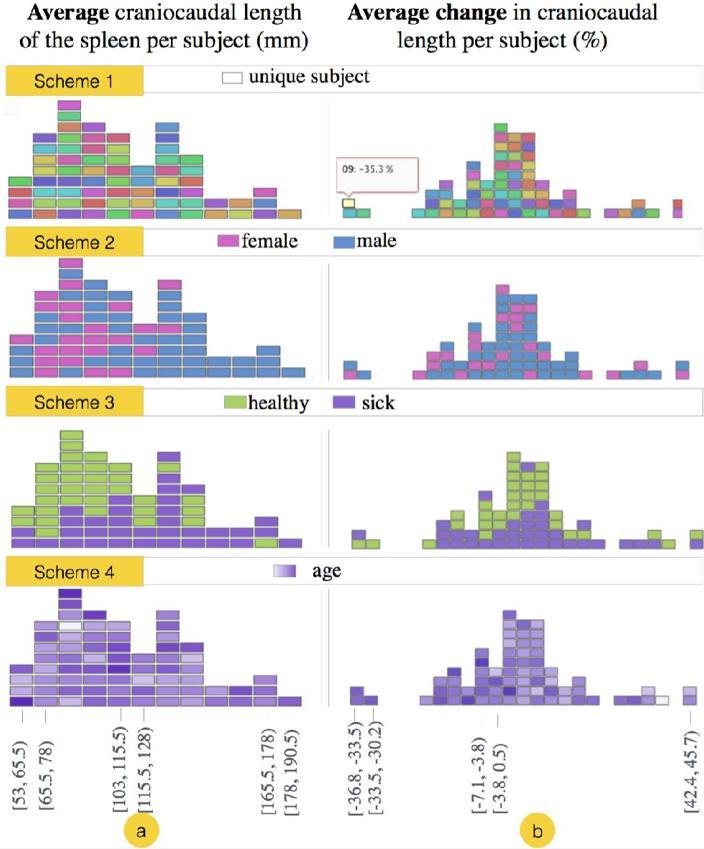 Average craniocaudal length
of the spleen per subject (mm)
Average change in craniocaudal
length per subject (%)
Scheme 1
unique subject
09: -35.3 %
Scheme 2
female
male
Scheme 3
healthy
sick
Scheme 4
age
[53, 65.5)
[65.5, 78)
[103, 115.5)
[115.5, 128)
[165.5, 178)
[178, 190.5)
[-36.8, -33.5)
[-33.5, -30.2)
[-7.1, -3.8)
[-3.8, 0.5)
[42.4, 45.7)
a
b